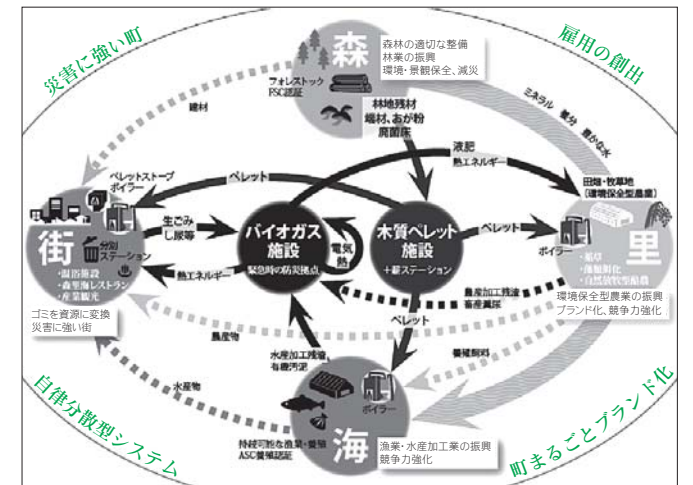 災害に強い町
雇用の創出
森
森林の適切な整備
林業の振興
環境・景観保全、減災
フォレストック
FSC認証
林地残材
端材、おが粉
廃菌床
建材
ミネラル 養分 豊かな水
液肥
熱エネルギー
ペレットストーブ
ボイラー
ペレット
田畑・牧草地
(環境保全型農業)
街
分別
ステーション
・温浴施設
・森里海レストラン
・産業観光
ゴミを資源に変換
災害に強い街
生ごみ
し尿等
熱エネルギー
バイオガス
施設
緊急時の防災拠点
電気
熱
木質ペレット
施設
+薪ステーション
ペレット
ボイラー
里
・自然放牧型酪農
環境保全型農業の振興
ブランド化、競争力強化
農産加工残渣
畜産糞尿
ペレット
農産物
水産物
水産加工残渣、
有機汚泥
養殖飼料
ボイラー
海
持続可能な漁業・養殖
ASC養殖認証
漁業・水産加工業の振興
競争力強化
自律分散型システム
町まるごとブランド化